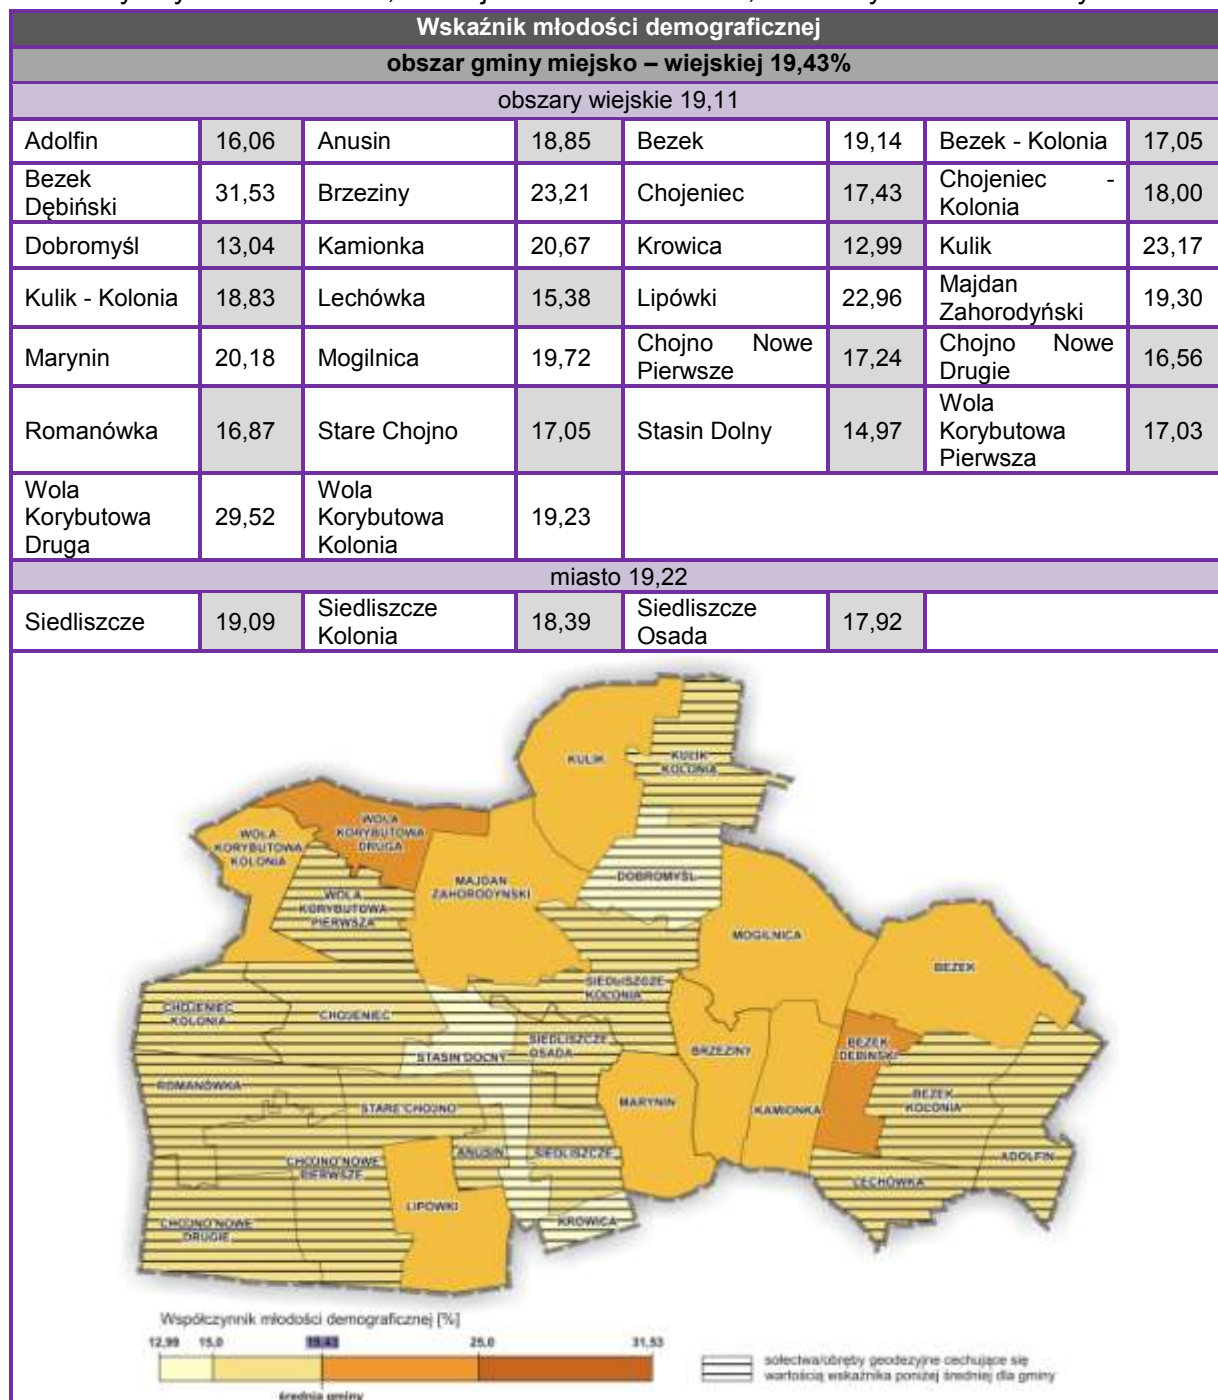 Wskaźnik młodości demograficznej
obszar gminy miejsko – wiejskiej 19,43%
obszary wiejskie 19,11
Adolfin 16,06 Anusin 18,85 Bezek 19,14 Bezek - Kolonia 17,05
Bezek Dębiński 31,53 Brzeziny 23,21 Chojeniec 17,43 Chojeniec - Kolonia 18,00
Dobromyśl 13,04 Kamionka 20,67 Krowica 12,99 Kulik 23,17
Kulik - Kolonia 18,83 Lechówka 15,38 Lipówki 22,96 Majdan Zahorodyński 19,30
Marynin 20,18 Mogilnica 19,72 Chojno Nowe Pierwsze 17,24 Chojno Nowe Drugie 16,56
Romanówka 16,87 Stare Chojno 17,05 Stasin Dolny 14,97 Wola Korybutowa Pierwsza 17,03
Wola Korybutowa Druga 29,52 Wola Korybutowa Kolonia 19,23
miasto 19,22
Siedliszcze 19,09 Siedliszcze Kolonia 18,39 Siedliszcze Osada 17,92
KULIK
KULIK
KOLONIA
WOLA
KORYBUTOWA
DRUGA
WOLA
KORYBUTOWA
KOLONIA
WOLA
KORYBUTOWA
PIERWSZA
MAJDAN
ZAHORODYŃSKI
DOBROMYŚL
MOGILNICA
BEZEK
SIEDLISZCZE
KOLONIA
CHOJENIEC
KOLONIA
CHOJENIEC
STASIN DOLNY
SIEDLISZCZE
OSADA
BRZEZINY
BEZEK
DĘBIŃSKI
ROMANÓWKA
STARE CHOJNO
MARYNIN
KAMIONKA
BEZEK
KOLONIA
CHOJNO NOWE
PIERWSZE
ANUSIN
SIEDLISZCZE
ADOLFIN
LECHÓWKA
LIPÓWKI
CHOJNO NOWE
DRUGIE
KROWICA
Współczynnik młodości demograficznej [%]
12,99 15,0 19,43 25,0 31,53
średnia gminy
sołectwa/obręby geodezyjne cechujące się
wartością wskaźnika poniżej średniej dla gminy